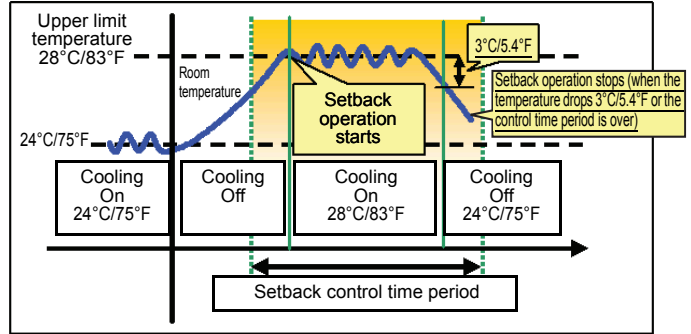 Upper limit
temperature
28°C/83°F
Room
temperature
3°C/5.4°F
Setback operation stops (when the
temperature drops 3°C/5.4°F or the
control time period is over)
Setback
operation
starts
24°C/75°F
Cooling
On
24°C/75°F
Cooling
Off
Cooling
On
28°C/83°F
Cooling
Off
24°C/75°F
Setback control time period